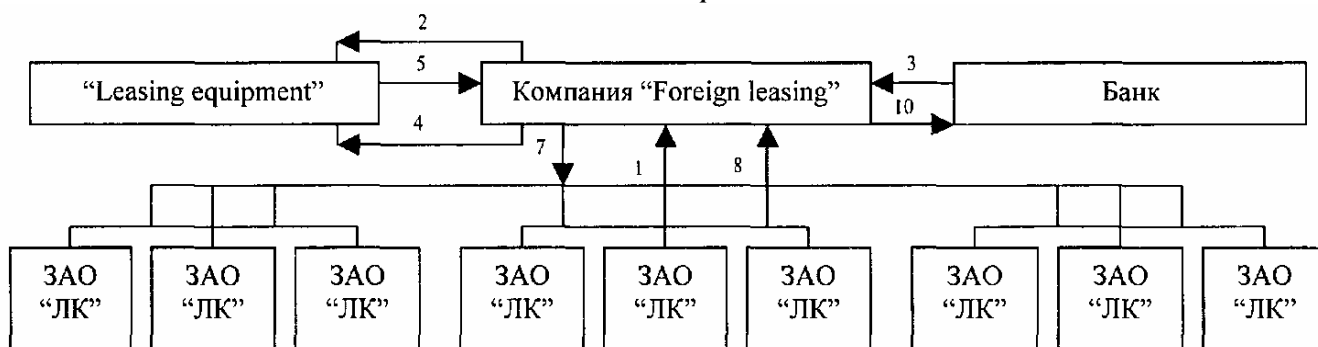 2
“Leasing equipment”
5
Компания “Foreign leasing”
3
Банк
4
10
7
1
8
ЗАО
“ЛК”
ЗАО
“ЛК”
ЗАО
“ЛК”
ЗАО
“ЛК”
ЗАО
“ЛК”
ЗАО
“ЛК”
ЗАО
“ЛК”
ЗАО
“ЛК”
ЗАО
“ЛК”